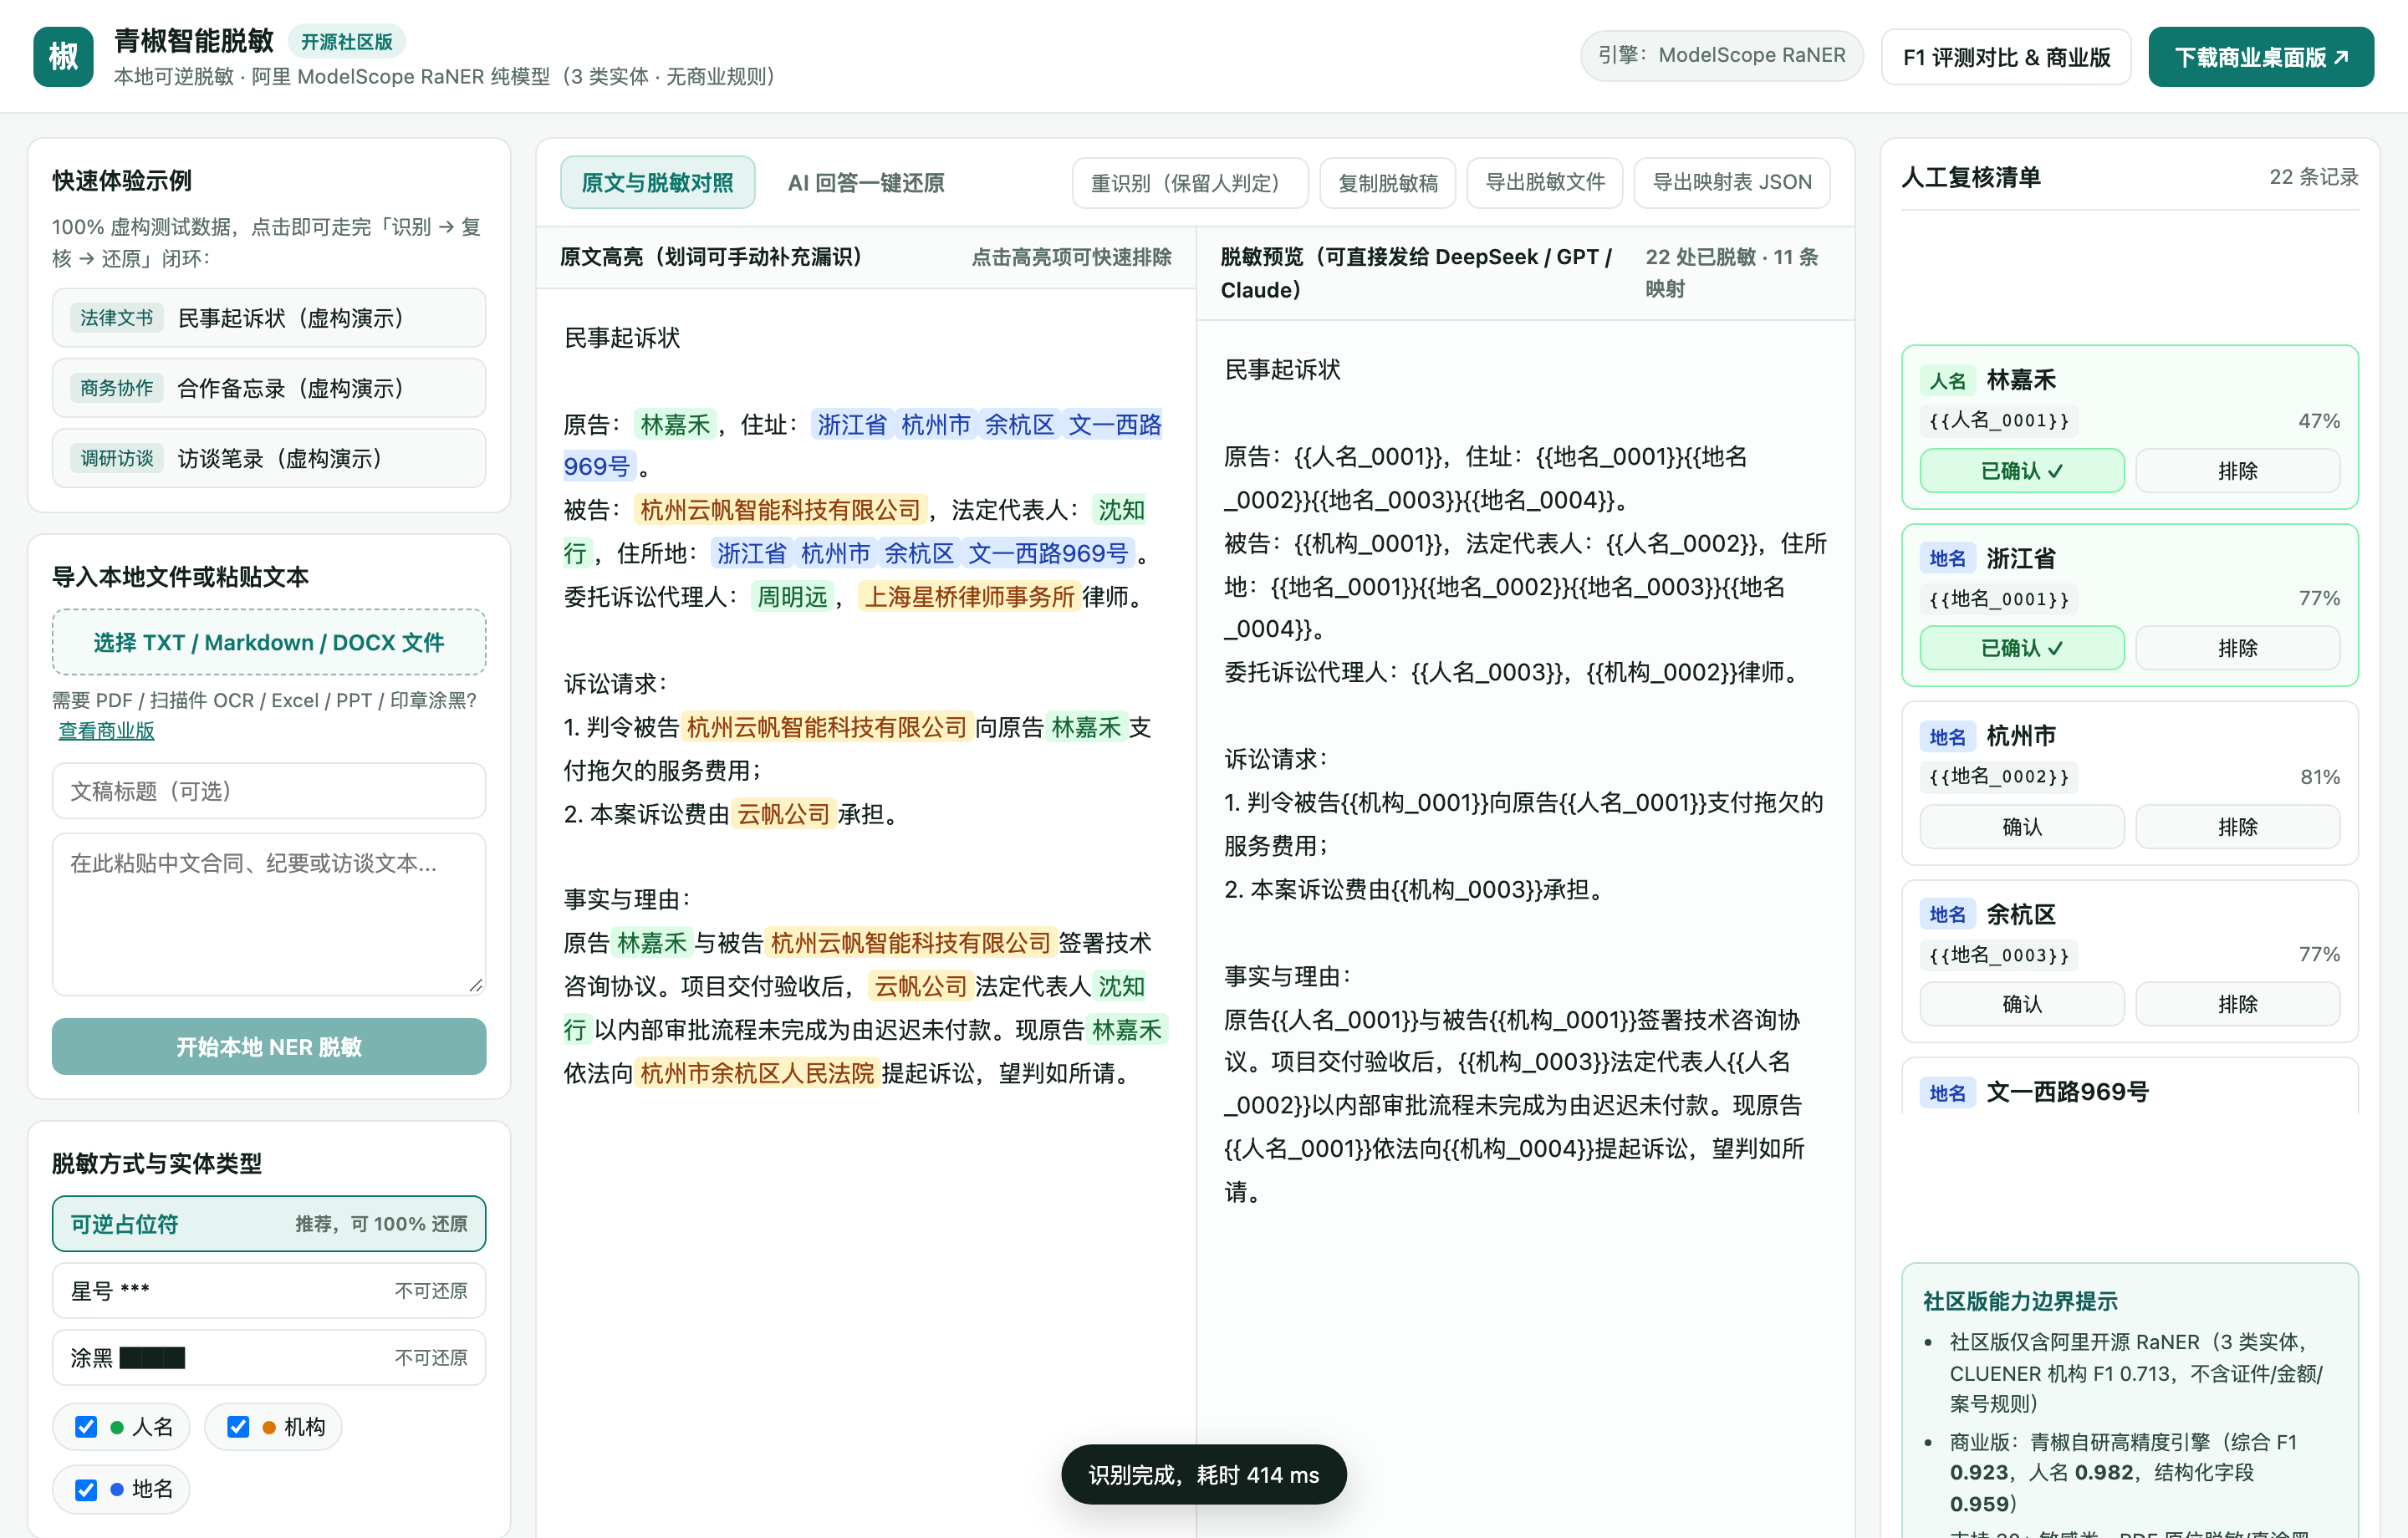 椒
青椒智能脱敏 开源社区版
本地可逆脱敏 · 阿里 ModelScope RaNER 纯模型（3 类实体 · 无商业规则）
引擎：ModelScope RaNER
F1 评测对比 & 商业版
下载商业桌面版 ↗
快速体验示例
100% 虚构测试数据，点击即可走完「识别 → 复
核 → 还原」闭环：
法律文书 民事起诉状（虚构演示）
商务协作 合作备忘录（虚构演示）
调研访谈 访谈笔录（虚构演示）
导入本地文件或粘贴文本
选择 TXT / Markdown / DOCX 文件
需要 PDF / 扫描件 OCR / Excel / PPT / 印章涂黑？
查看商业版
文稿标题（可选）
在此粘贴中文合同、纪要或访谈文本...
开始本地 NER 脱敏
脱敏方式与实体类型
可逆占位符 推荐，可 100% 还原
星号 *** 不可还原
涂黑 ████ 不可还原
人名
机构
地名
原文与脱敏对照
AI 回答一键还原
重识别（保留人判定）
复制脱敏稿
导出脱敏文件
导出映射表 JSON
原文高亮（划词可手动补充漏识） 点击高亮项可快速排除
民事起诉状
原告：林嘉禾，住址：浙江省杭州市余杭区文一西路
969号。
被告：杭州云帆智能科技有限公司，法定代表人：沈知
行，住所地：浙江省杭州市余杭区文一西路969号。
委托诉讼代理人：周明远，上海星桥律师事务所律师。
诉讼请求：
1. 判令被告杭州云帆智能科技有限公司向原告林嘉禾支
付拖欠的服务费用；
2. 本案诉讼费由云帆公司承担。
事实与理由：
原告林嘉禾与被告杭州云帆智能科技有限公司签署技术
咨询协议。项目交付验收后，云帆公司法定代表人沈知
行以内部审批流程未完成为由迟迟未付款。现原告林嘉禾
依法向杭州市余杭区人民法院提起诉讼，望判如所请。
脱敏预览（可直接发给 DeepSeek / GPT /
Claude）
22 处已脱敏 · 11 条
映射
民事起诉状
原告：{{人名_0001}}，住址：{{地名_0001}}{{地名
_0002}}{{地名_0003}}{{地名_0004}}。
被告：{{机构_0001}}，法定代表人：{{人名_0002}}，住所
地：{{地名_0001}}{{地名_0002}}{{地名_0003}}{{地名
_0004}}。
委托诉讼代理人：{{人名_0003}}，{{机构_0002}}律师。
诉讼请求：
1. 判令被告{{机构_0001}}向原告{{人名_0001}}支付拖欠的
服务费用；
2. 本案诉讼费由{{机构_0003}}承担。
事实与理由：
原告{{人名_0001}}与被告{{机构_0001}}签署技术咨询协
议。项目交付验收后，{{机构_0003}}法定代表人{{人名
_0002}}以内部审批流程未完成为由迟迟未付款。现原告
{{人名_0001}}依法向{{机构_0004}}提起诉讼，望判如所
请。
识别完成，耗时 414 ms
人工复核清单 22 条记录
人名 林嘉禾
{{人名_0001}} 47%
已确认 ✓ 排除
地名 浙江省
{{地名_0001}} 77%
已确认 ✓ 排除
地名 杭州市
{{地名_0002}} 81%
确认 排除
地名 余杭区
{{地名_0003}} 77%
确认 排除
地名 文一西路969号
社区版能力边界提示
• 社区版仅含阿里开源 RaNER（3 类实体，
CLUENER 机构 F1 0.713，不含证件/金额/
案号规则）
• 商业版：青椒自研高精度引擎（综合 F1
0.923，人名 0.982，结构化字段
0.959）